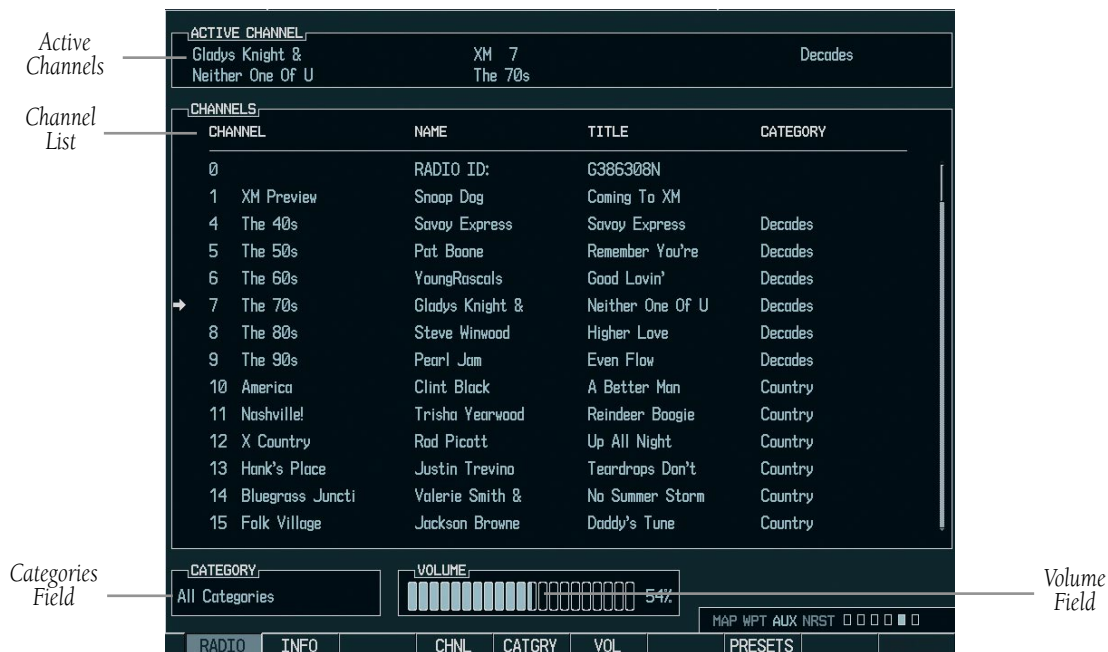 Active
Channels
Channel
List
Categories
Field
Volume
Field
ACTIVE CHANNEL
Gladys Knight & XM 7 Decades
Neither One Of U The 70s
CHANNELS
CHANNEL NAME TITLE CATEGORY
0 RADIO ID: G386308N
1 XM Preview Snoop Dog Coming To XM
4 The 40s Savoy Express Savoy Express Decades
5 The 50s Pat Boone Remember You're Decades
6 The 60s YoungRascals Good Lovin' Decades
7 The 70s Gladys Knight & Neither One Of U Decades
8 The 80s Steve Winwood Higher Love Decades
9 The 90s Pearl Jam Even Flow Decades
10 America Clint Black A Better Man Country
11 Nashville! Trisha Yearwood Reindeer Boogie Country
12 X Country Rod Picott Up All Night Country
13 Hank's Place Justin Trevino Teardrops Don't Country
14 Bluegrass Juncti Valerie Smith & No Summer Storm Country
15 Folk Village Jackson Browne Daddy's Tune Country
CATEGORY
All Categories
VOLUME
54%
MAP WPT AUX NRST
RADIO INFO CHNL CATGRY VOL PRESETS